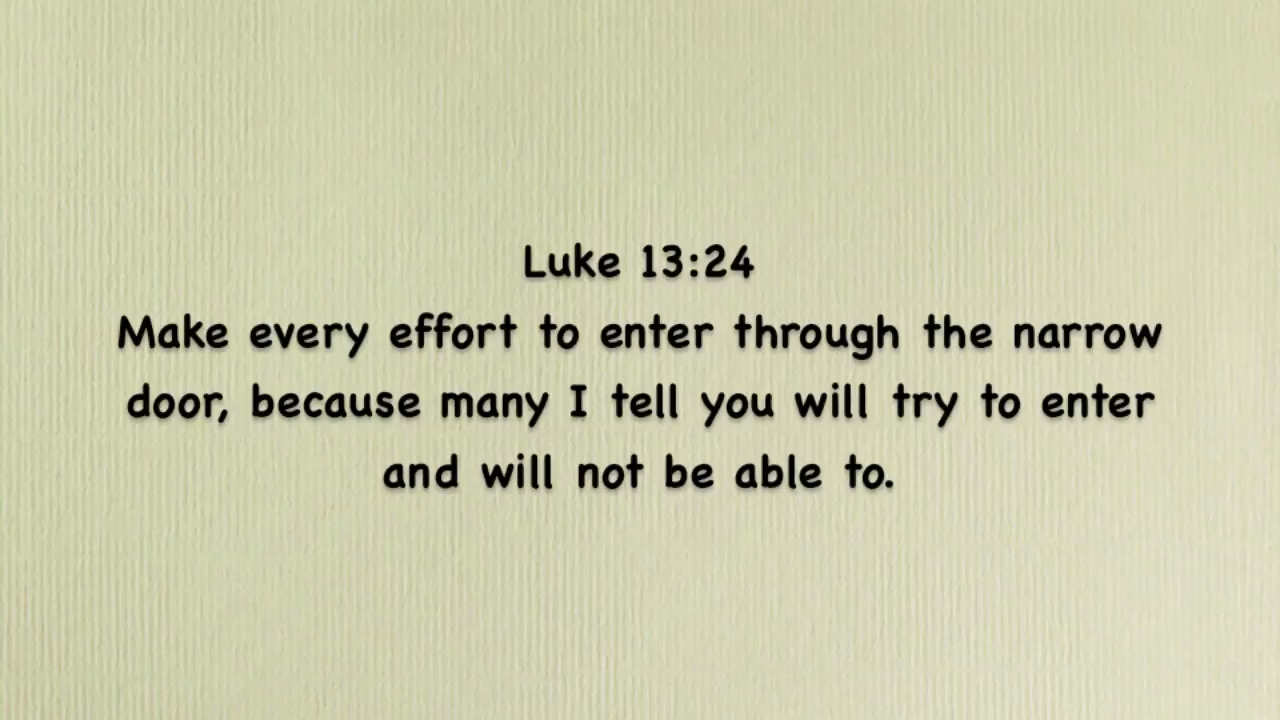 Luke 13:24
Make every effort to enter through the narrow
door, because many I tell you will try to enter
and will not be able to.